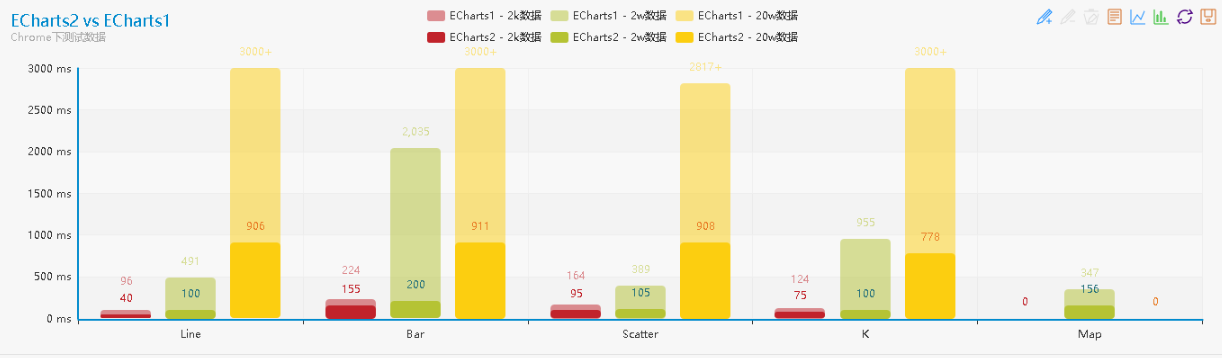 ECharts2 vs ECharts1
Chrome下测试数据
ECharts1 - 2k数据 ECharts1 - 2w数据 ECharts1 - 20w数据
ECharts2 - 2k数据 ECharts2 - 2w数据 ECharts2 - 20w数据
3000 ms
2500 ms
2000 ms
1500 ms
1000 ms
500 ms
0 ms
96
40
491
100
3000+
906
224
155
2,035
200
3000+
911
164
95
389
105
2817+
908
124
75
955
100
3000+
778
0
347
156
0
Line Bar Scatter K Map